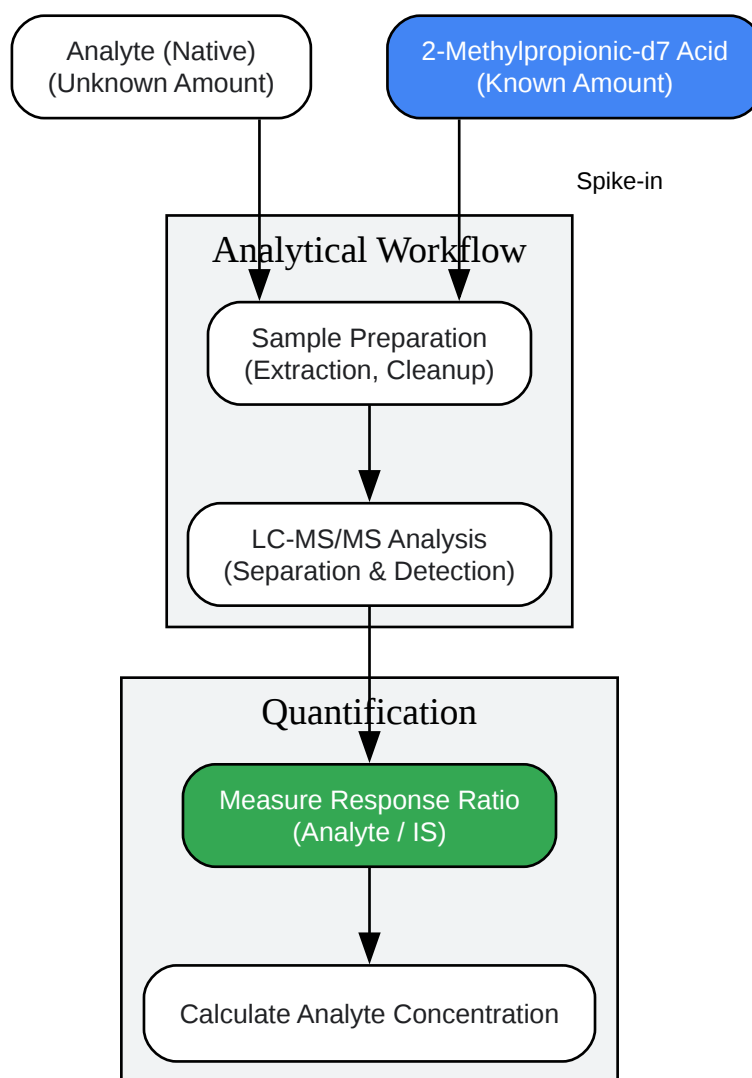 Analyte (Native)
(Unknown Amount)
2-Methylpropionic-d7 Acid
(Known Amount)
Spike-in
Analytical Workflow
Sample Preparation
(Extraction, Cleanup)
LC-MS/MS Analysis
(Separation & Detection)
Quantification
Measure Response Ratio
(Analyte / IS)
Calculate Analyte Concentration